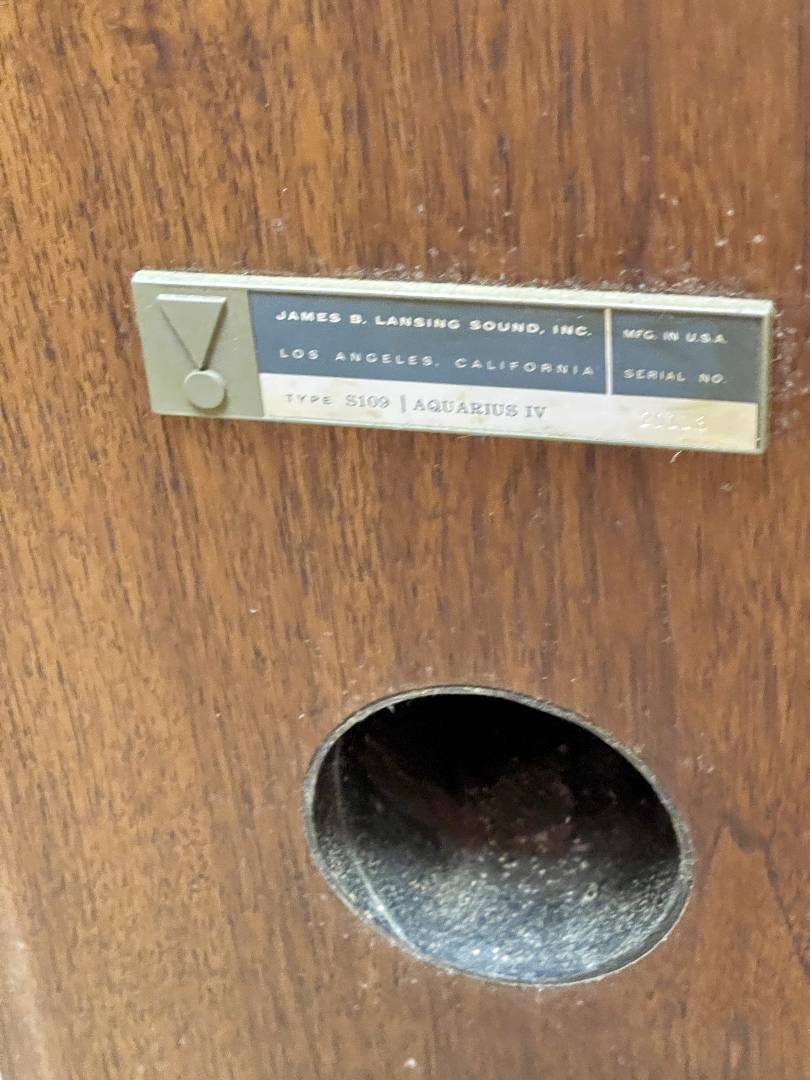 JAMES B. LANSING SOUND, INC.
LOS ANGELES, CALIFORNIA
TYPE S109 | AQUARIUS IV
MFG. IN U.S.A.
SERIAL NO.